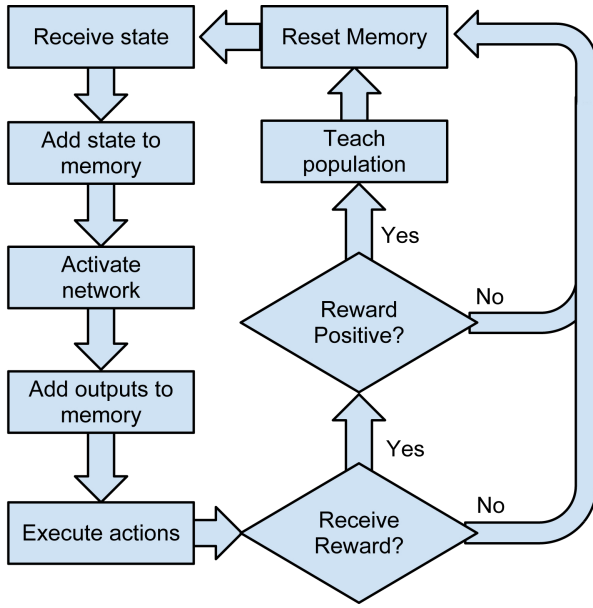 Receive state
Reset Memory
Add state to
memory
Teach
population
Yes
Activate
network
Reward
Positive?
No
Add outputs to
memory
Yes
Execute actions
Receive
Reward?
No